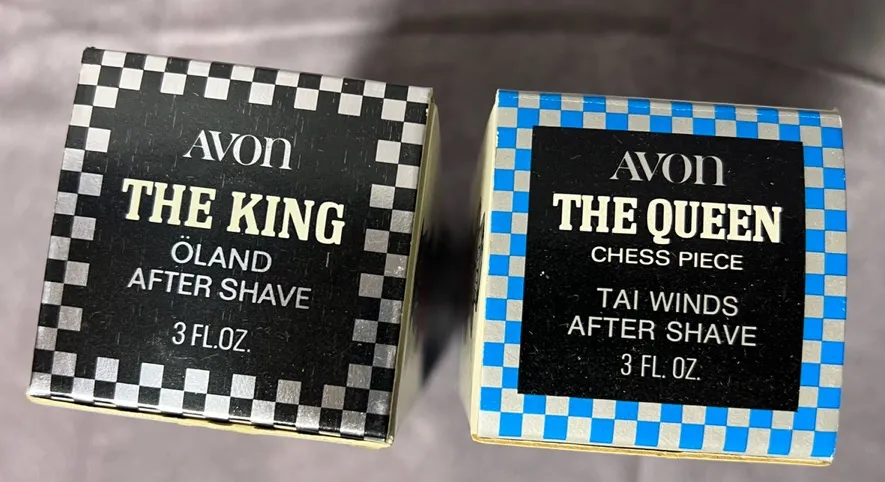 AVON
THE KING
ÖLAND
AFTER SHAVE
3 FL.OZ.
AVON
THE QUEEN
CHESS PIECE
TAI WINDS
AFTER SHAVE
3 FL. OZ.